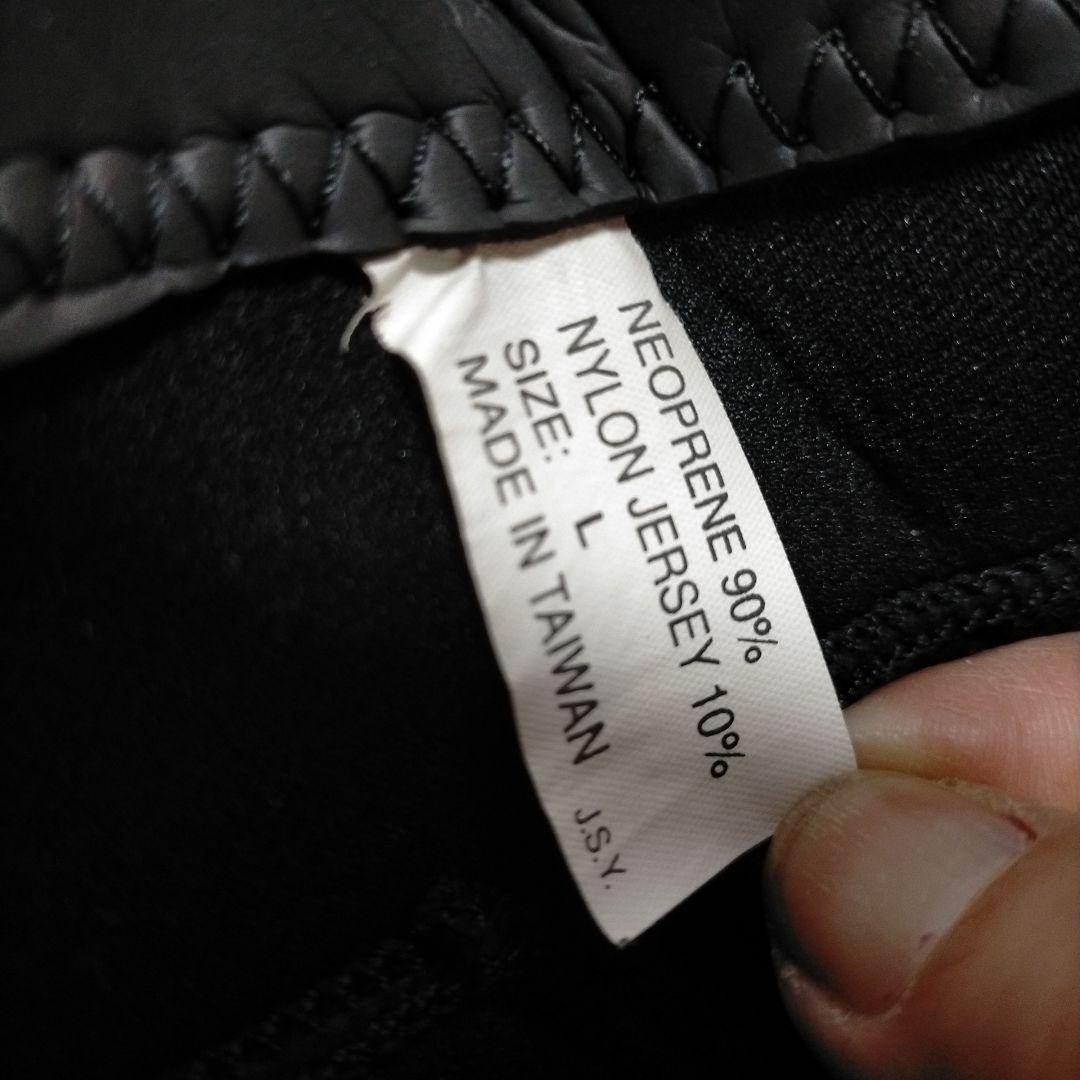 NEOPRENE 90%
NYLON JERSEY 10%
SIZE: L
MADE IN TAIWAN J.S.Y.